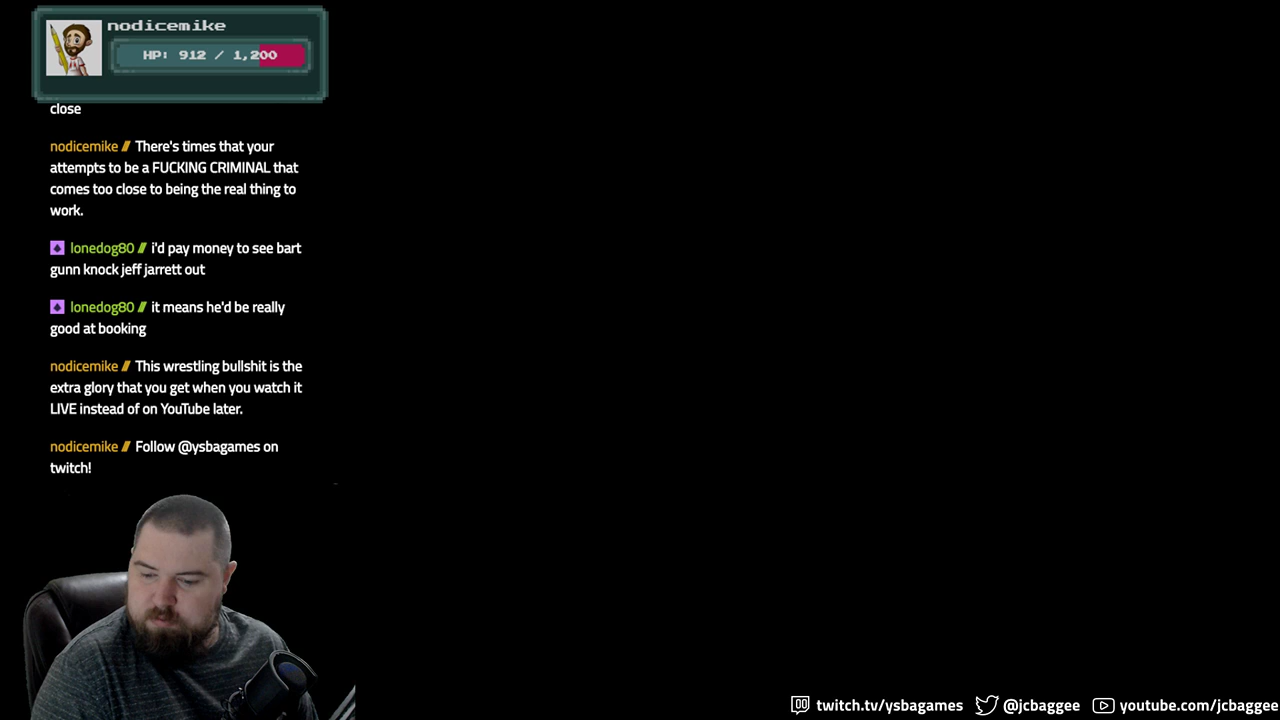 nodicemike
HP: 912 / 1,200
close
nodicemike // There's times that your
attempts to be a FUCKING CRIMINAL that
comes too close to being the real thing to
work.
lonedog80 // i'd pay money to see bart
gunn knock jeff jarrett out
lonedog80 // it means he'd be really
good at booking
nodicemike // This wrestling bullshit is the
extra glory that you get when you watch it
LIVE instead of on YouTube later.
nodicemike // Follow @ysbagames on
twitch!
twitch.tv/ysbagames @jcbaggee youtube.com/jcbaggee